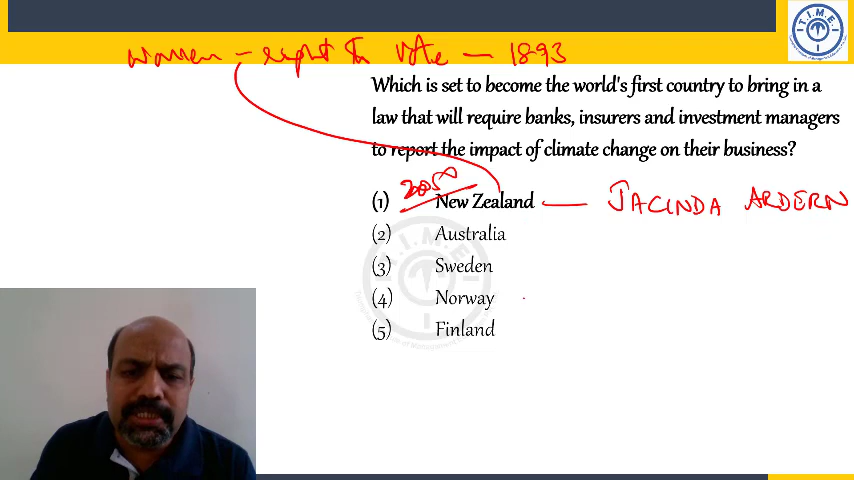 T.I.M.E.
women - right to vote - 1893
Which is set to become the world's first country to bring in a
law that will require banks, insurers and investment managers
to report the impact of climate change on their business?
2050
(1) New Zealand — JACINDA ARDERN
(2) Australia
(3) Sweden
(4) Norway
(5) Finland